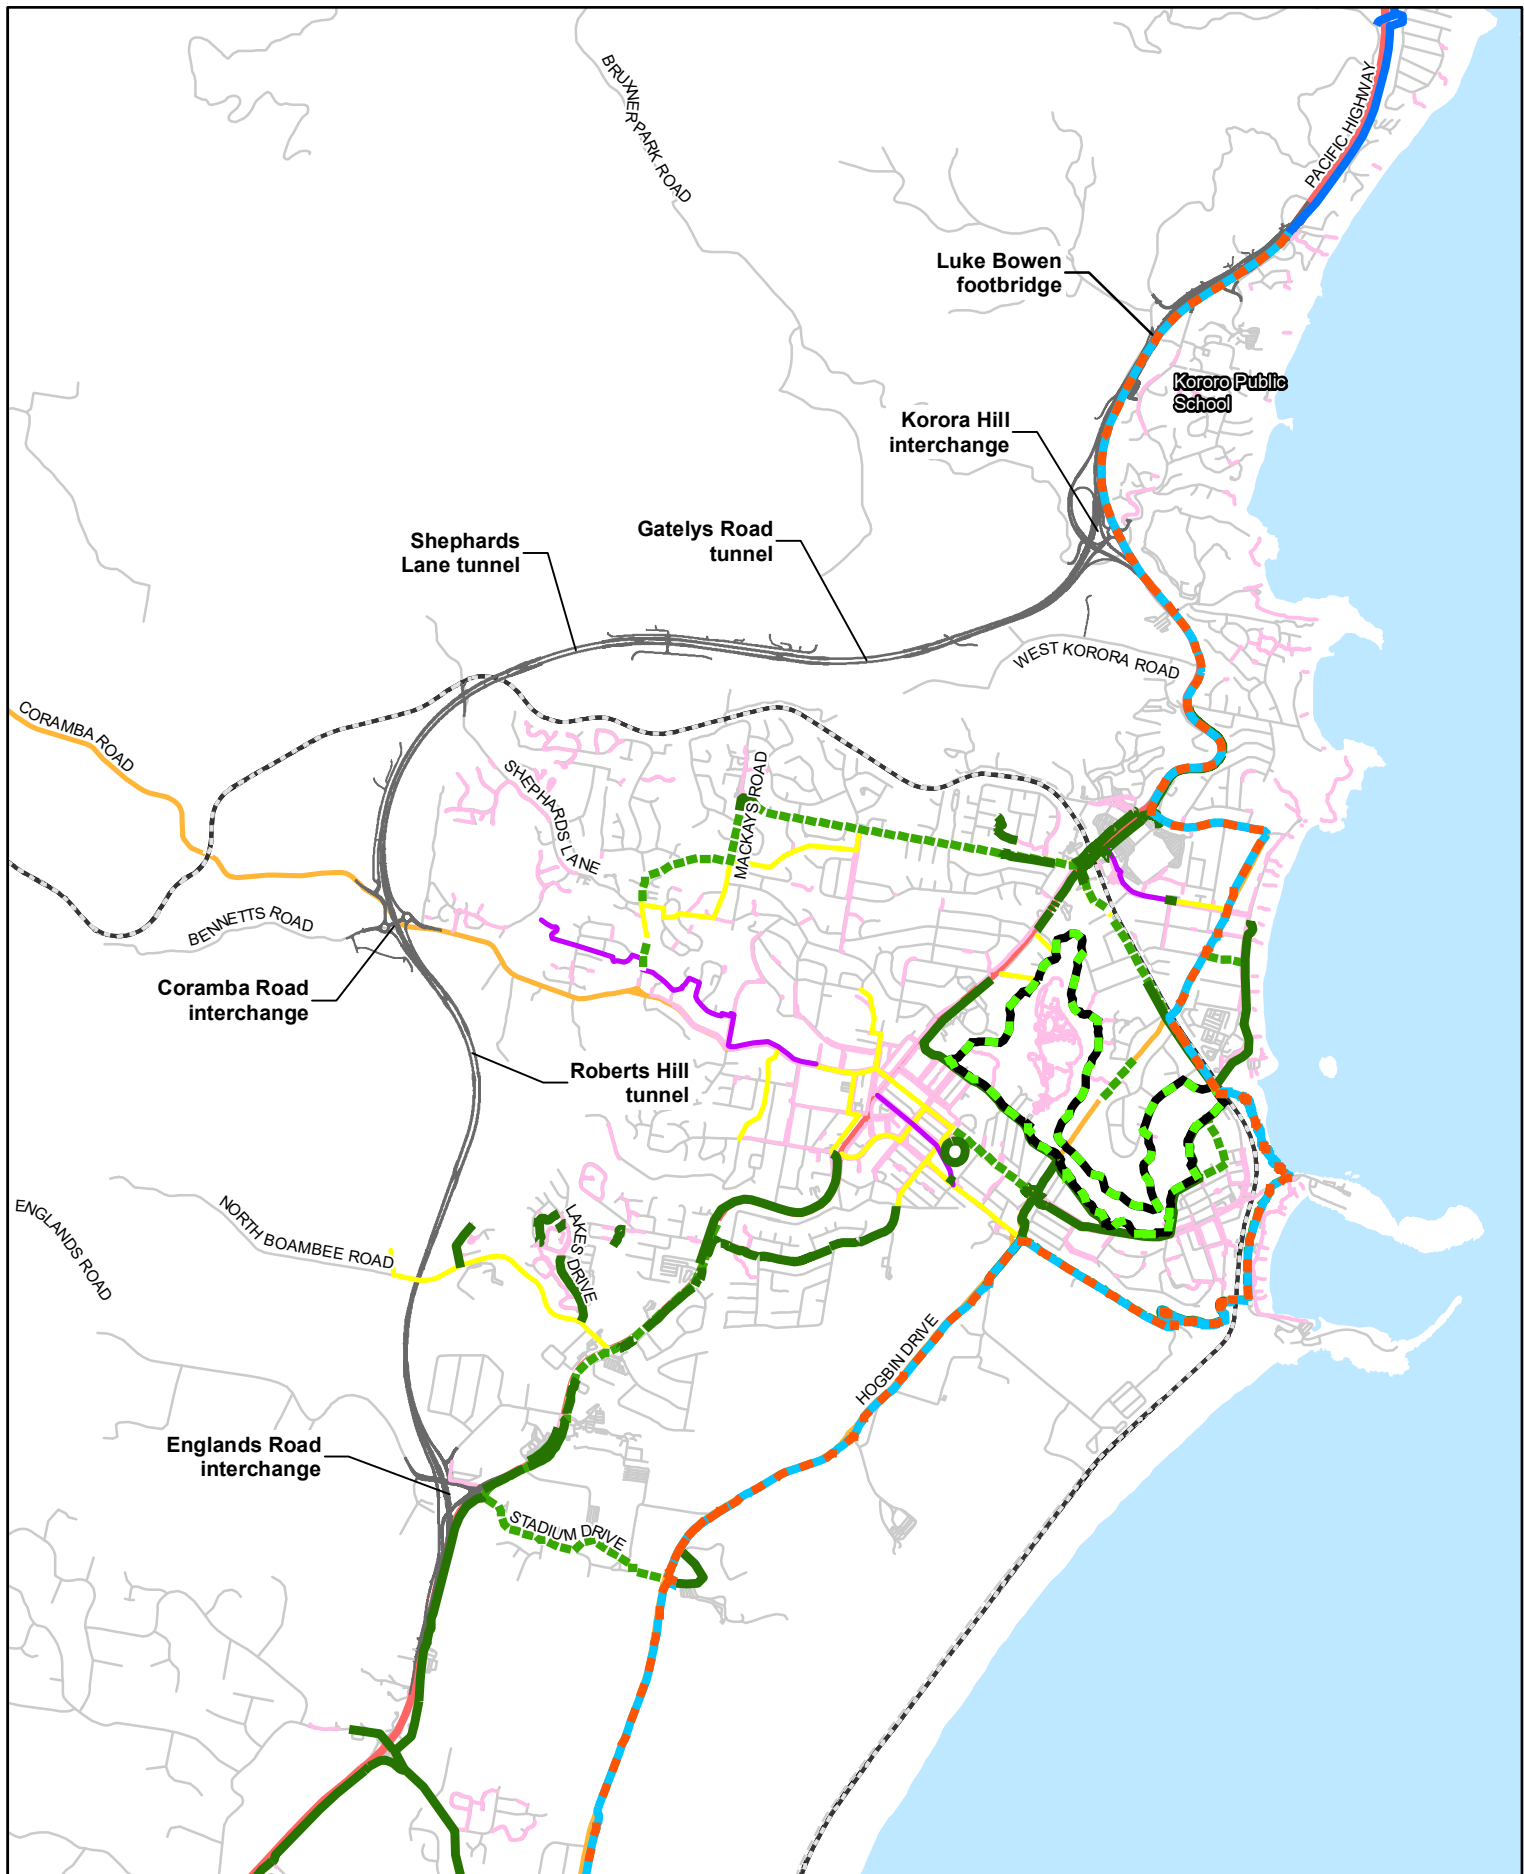 BRUXNER PARK ROAD
PACIFIC HIGHWAY
Luke Bowen
footbridge
Kororo Public
School
Korora Hill
interchange
Gatelys Road
tunnel
Shephards
Lane tunnel
WEST KORORA ROAD
CORAMBA ROAD
SHEPHARDS LANE
MACKAYS ROAD
BENNETTS ROAD
Coramba Road
interchange
Roberts Hill
tunnel
ENGLANDS ROAD
NORTH BOAMBEE ROAD
LAKES DRIVE
HOGBIN DRIVE
Englands Road
interchange
STADIUM DRIVE